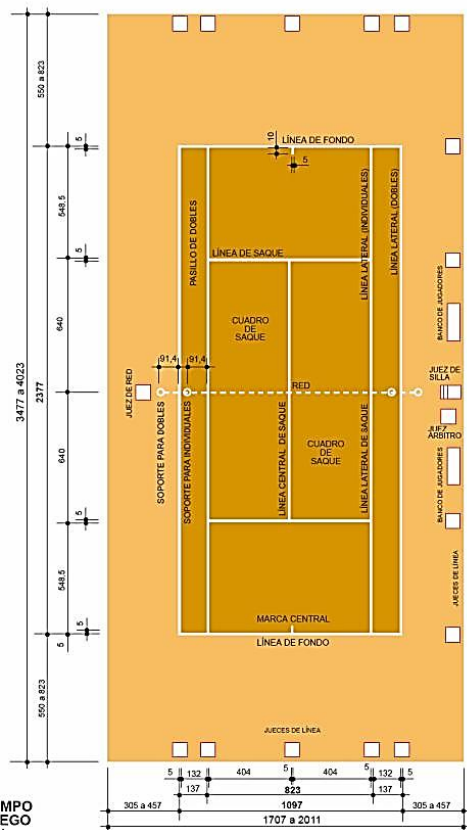 LÍNEA DE FONDO
10
5
PASILLO DE DOBLES
LÍNEA LATERAL (INDIVIDUALES)
LÍNEA LATERAL (DOBLES)
LÍNEA DE SAQUE
CUADRO
DE
SAQUE
BANCO DE JUGADORES
91,4
91,4
JUEZ DE RED
RED
JUEZ DE
SILLA
JUEZ
ÁRBITRO
SOPORTE PARA DOBLES
SOPORTE PARA INDIVIDUALES
LÍNEA CENTRAL DE SAQUE
CUADRO
DE
SAQUE
LÍNEA LATERAL DE SAQUE
BANCO DE JUGADORES
JUECES DE LÍNEA
MARCA CENTRAL
LÍNEA DE FONDO
JUECES DE LÍNEA
3477 a 4023
550 a 823
5
548.5
5
640
2377
640
5
548.5
5
5
550 a 823
5
132
404
5
404
132
5
137
823
137
305 a 457
1097
305 a 457
1707 a 2011
MPO
EGO